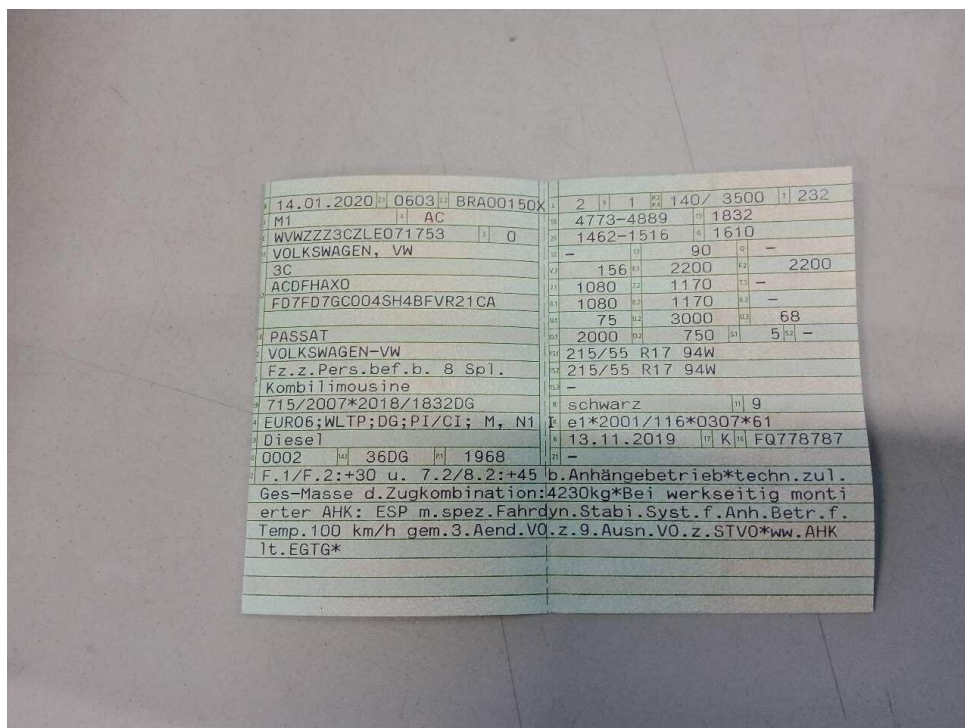 14.01.2020 0603 BRA00150X
M1 AC
WVWZZZ3CZLE071753 0
VOLKSWAGEN, VW
3C
ACDFHAX0
FD7FD7GC004SH4BFVR21CA
PASSAT
VOLKSWAGEN-VW
Fz.z.Pers.bef.b. 8 Spl.
Kombilimousine
715/2007*2018/1832DG
EURO6;WLTP;DG;PI/CI; M, N1 I
Diesel
0002 36DG 1968
2 1 140/ 3500 232
4773-4889 1832
1462-1516 1610
- 90 -
156 2200 2200
1080 1170 -
1080 1170 -
75 3000 68
2000 750 5 -
215/55 R17 94W
215/55 R17 94W
-
schwarz 9
e1*2001/116*0307*61
13.11.2019 K FQ778787
-
F.1/F.2:+30 u. 7.2/8.2:+45 b.Anhängebetrieb*techn.zul.
Ges-Masse d.Zugkombination:4230kg*Bei werkseitig monti
erter AHK: ESP m.spez.Fahrdyn.Stabi.Syst.f.Anh.Betr.f.
Temp.100 km/h gem.3.Aend.VO.z.9.Ausn.VO.z.STVO*ww.AHK
lt.EGTG*